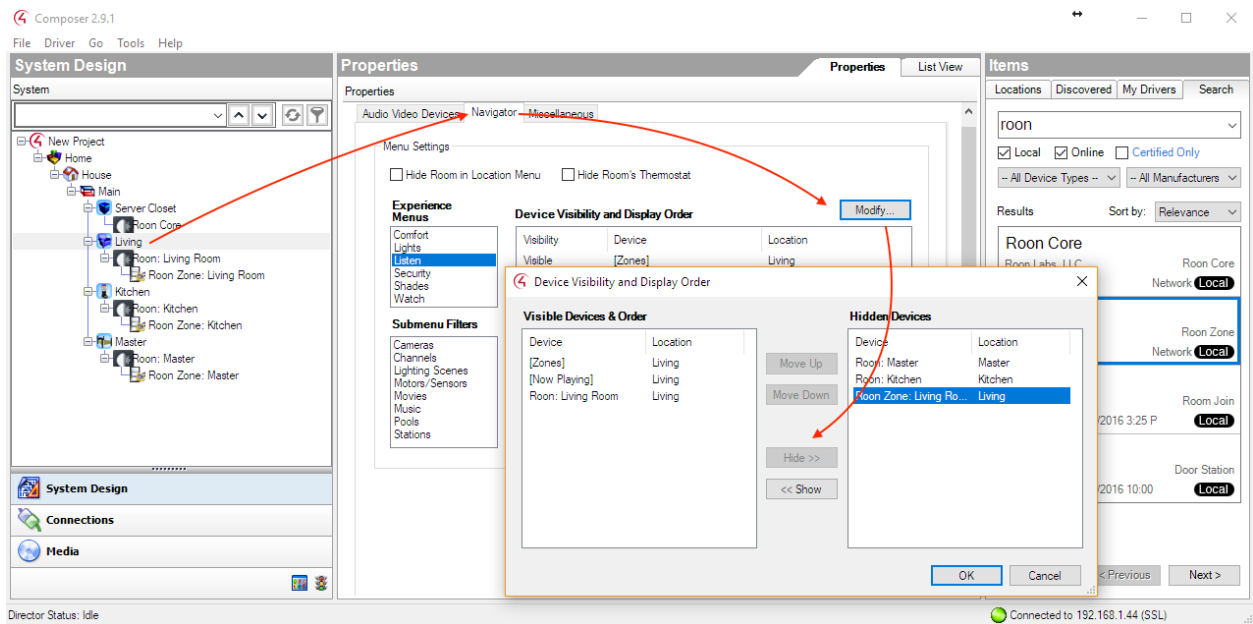 Composer 2.9.1
File Driver Go Tools Help
System Design
System
New Project
Home
House
Main
Server Closet
Roon Core
Living
Roon: Living Room
Roon Zone: Living Room
Kitchen
Roon: Kitchen
Roon Zone: Kitchen
Master
Roon: Master
Roon Zone: Master
System Design
Connections
Media
Director Status: Idle
Properties
Properties List View
Properties
Audio Video Devices Navigator Miscellaneous
Menu Settings
Hide Room in Location Menu Hide Room's Thermostat
Experience
Menus
Comfort
Lights
Listen
Security
Shades
Watch
Submenu Filters
Cameras
Channels
Lighting Scenes
Motors/Sensors
Movies
Music
Pools
Stations
Device Visibility and Display Order
Modify...
Visibility Device Location
Visible [Zones] Living
Device Visibility and Display Order
Visible Devices & Order
Device Location
[Zones] Living
[Now Playing] Living
Roon: Living Room Living
Move Up
Move Down
Hide >>
<< Show
Hidden Devices
Device Location
Roon: Master Master
Roon: Kitchen Kitchen
Roon Zone: Living Ro... Living
OK Cancel
Items
Locations Discovered My Drivers Search
roon
Local Online Certified Only
-- All Device Types -- -- All Manufacturers
Results Sort by: Relevance
Roon Core
Roon Labs, LLC Roon Core
Network Local
Roon Zone
Network Local
Room Join
/2016 3:25 P Local
Door Station
/2016 10:00 Local
< Previous Next >
Connected to 192.168.1.44 (SSL)